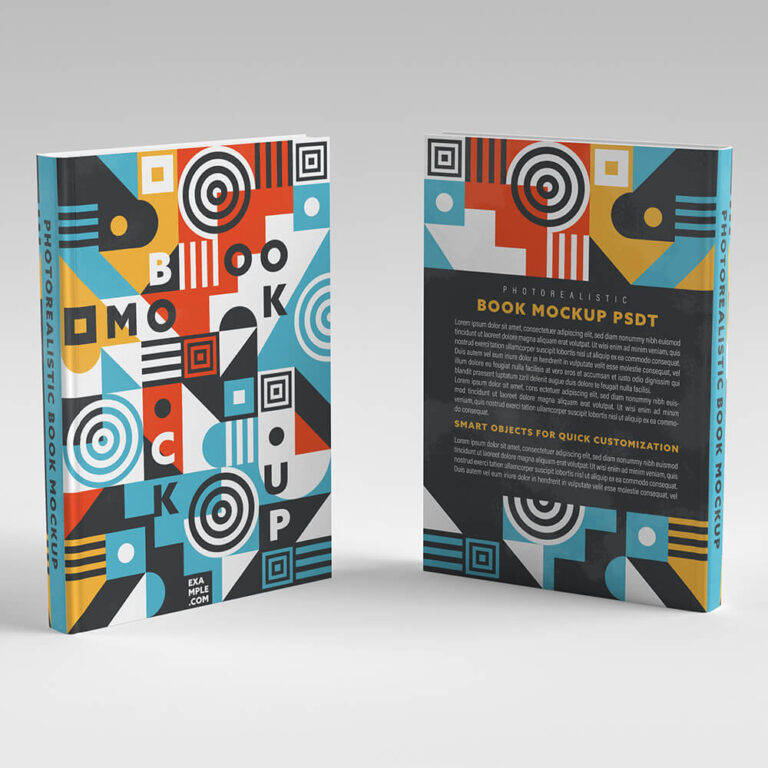 PHOTOREALISTIC BOOK MOCKUP
BOOK
MOCK
UP
EXA
MPLE
.COM
PHOTOREALISTIC
BOOK MOCKUP PSDT
Lorem ipsum dolor sit amet, consectetuer adipiscing elit, sed diam nonummy nibh euismod
tincidunt ut laoreet dolore magna aliquam erat volutpat. Ut wisi enim ad minim veniam, quis
nostrud exerci tation ullamcorper suscipit lobortis nisl ut aliquip ex ea commodo consequat.
Duis autem vel eum iriure dolor in hendrerit in vulputate velit esse molestie consequat, vel
illum dolore eu feugiat nulla facilisis at vero eros et accumsan et iusto odio dignissim qui
blandit praesent luptatum zzril delenit augue duis dolore te feugait nulla facilisi.
Lorem ipsum dolor sit amet, cons ectetuer adipiscing elit, sed diam nonummy nibh euis-
mod tincidunt ut laoreet dolore magna aliquam erat volutpat. Ut wisi enim ad minim veniam,
quis nostrud exerci tation ullamcorper suscipit lobortis nisl ut aliquip ex ea commo-
do consequat.
SMART OBJECTS FOR QUICK CUSTOMIZATION
Lorem ipsum dolor sit amet, consectetuer adipiscing elit, sed diam nonummy nibh euismod
tincidunt ut laoreet dolore magna aliquam erat volutpat. Ut wisi enim ad minim veniam, quis
nostrud exerci tation ullamcorper suscipit lobortis nisl ut aliquip ex ea commodo consequat.
Duis autem vel eum iriure dolor in hendrerit in vulputate velit esse molestie consequat, vel
PHOTOREALISTIC BOOK MOCKUP